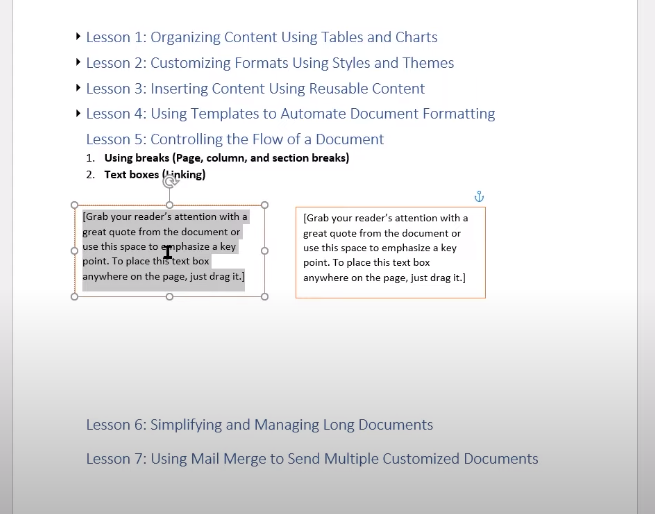 Lesson 1: Organizing Content Using Tables and Charts
Lesson 2: Customizing Formats Using Styles and Themes
Lesson 3: Inserting Content Using Reusable Content
Lesson 4: Using Templates to Automate Document Formatting
Lesson 5: Controlling the Flow of a Document
1. Using breaks (Page, column, and section breaks)
2. Text boxes (Linking)
[Grab your reader's attention with a
great quote from the document or
use this space to emphasize a key
point. To place this text box
anywhere on the page, just drag it.]
[Grab your reader's attention with a
great quote from the document or
use this space to emphasize a key
point. To place this text box
anywhere on the page, just drag it.]
Lesson 6: Simplifying and Managing Long Documents
Lesson 7: Using Mail Merge to Send Multiple Customized Documents